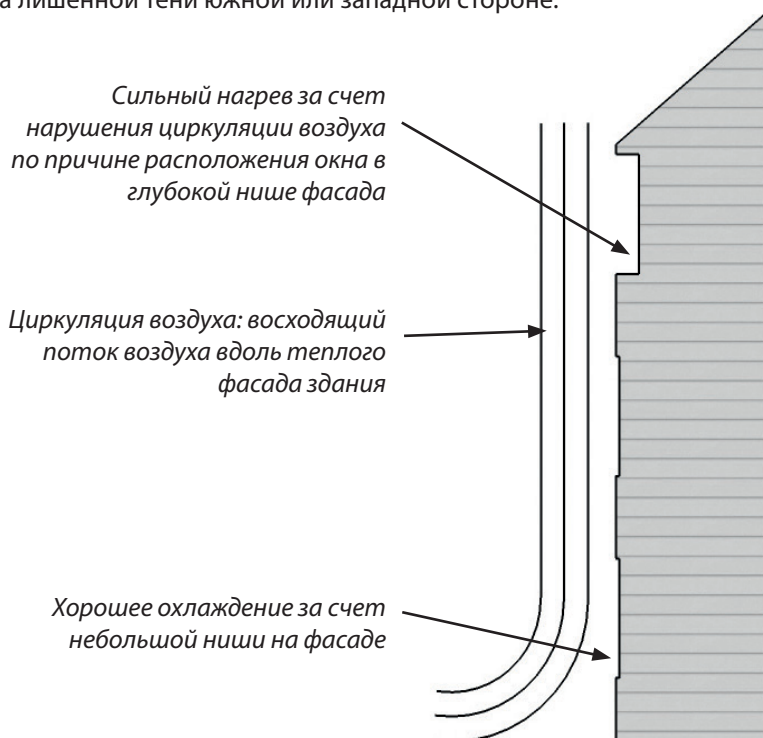 а лишенной тени южной или западной стороне.
Сильный нагрев за счет
нарушения циркуляции воздуха
по причине расположения окна в
глубокой нише фасада
Циркуляция воздуха: восходящий
поток воздуха вдоль теплого
фасада здания
Хорошее охлаждение за счет
небольшой ниши на фасаде